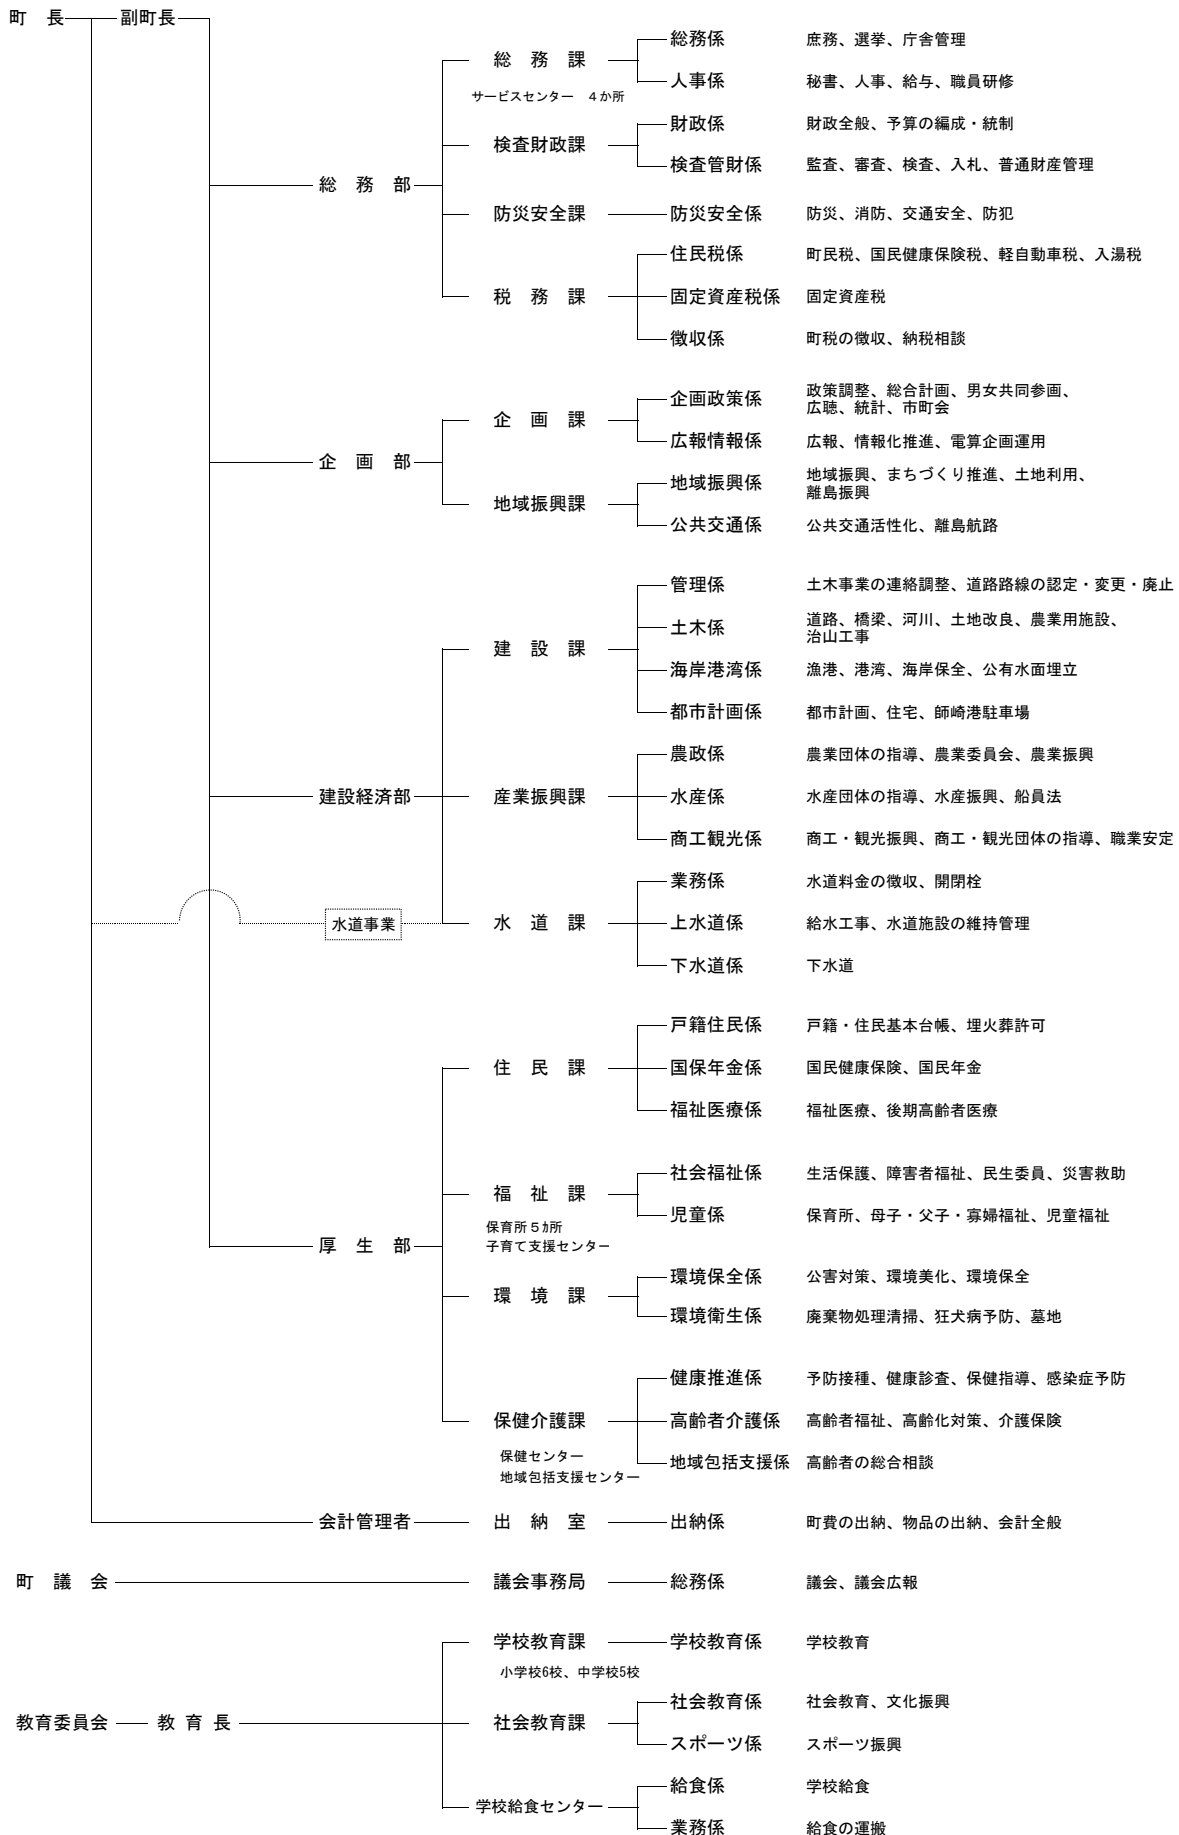 町　長
副町長
総　務　部
総　務　課
サービスセンター　４か所
総務係　庶務、選挙、庁舎管理
人事係　秘書、人事、給与、職員研修
検査財政課
財政係　財政全般、予算の編成・統制
検査管財係　監査、審査、検査、入札、普通財産管理
防災安全課
防災安全係　防災、消防、交通安全、防犯
税　務　課
住民税係　町民税、国民健康保険税、軽自動車税、入湯税
固定資産税係　固定資産税
徴収係　町税の徴収、納税相談
企　画　部
企　画　課
企画政策係　政策調整、総合計画、男女共同参画、
広聴、統計、市町会
広報情報係　広報、情報化推進、電算企画運用
地域振興課
地域振興係　地域振興、まちづくり推進、土地利用、
離島振興
公共交通係　公共交通活性化、離島航路
建設経済部
建　設　課
管理係　土木事業の連絡調整、道路路線の認定・変更・廃止
土木係　道路、橋梁、河川、土地改良、農業用施設、
治山工事
海岸港湾係　漁港、港湾、海岸保全、公有水面埋立
都市計画係　都市計画、住宅、師崎港駐車場
産業振興課
農政係　農業団体の指導、農業委員会、農業振興
水産係　水産団体の指導、水産振興、船員法
商工観光係　商工・観光振興、商工・観光団体の指導、職業安定
水道事業
水　道　課
業務係　水道料金の徴収、開閉栓
上水道係　給水工事、水道施設の維持管理
下水道係　下水道
厚　生　部
住　民　課
戸籍住民係　戸籍・住民基本台帳、埋火葬許可
国保年金係　国民健康保険、国民年金
福祉医療係　福祉医療、後期高齢者医療
福　祉　課
保育所５ｶ所
子育て支援センター
社会福祉係　生活保護、障害者福祉、民生委員、災害救助
児童係　保育所、母子・父子・寡婦福祉、児童福祉
環　境　課
環境保全係　公害対策、環境美化、環境保全
環境衛生係　廃棄物処理清掃、狂犬病予防、墓地
保健介護課
保健センター
地域包括支援センター
健康推進係　予防接種、健康診査、保健指導、感染症予防
高齢者介護係　高齢者福祉、高齢化対策、介護保険
地域包括支援係　高齢者の総合相談
会計管理者
出　納　室
出納係　町費の出納、物品の出納、会計全般
町　議　会
議会事務局
総務係　議会、議会広報
教育委員会
教　育　長
学校教育課
小学校6校、中学校5校
学校教育係　学校教育
社会教育課
社会教育係　社会教育、文化振興
スポーツ係　スポーツ振興
学校給食センター
給食係　学校給食
業務係　給食の運搬